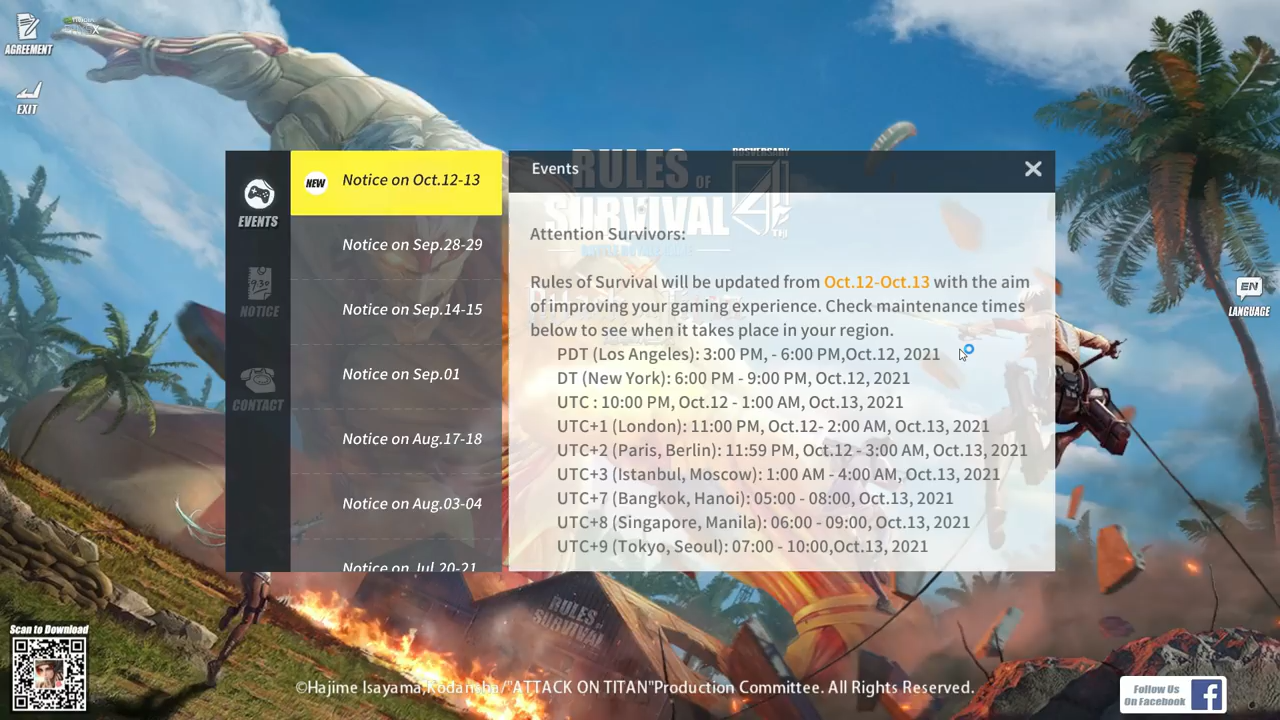 AGREEMENT
EXIT
EVENTS
NOTICE
CONTACT
NEW
Notice on Oct.12-13
Notice on Sep.28-29
Notice on Sep.14-15
Notice on Sep.01
Notice on Aug.17-18
Notice on Aug.03-04
Notice on Jul.20-21
Events
RULES OF
SURVIVAL
Attention Survivors:
Rules of Survival will be updated from Oct.12-Oct.13 with the aim
of improving your gaming experience. Check maintenance times
below to see when it takes place in your region.
PDT (Los Angeles): 3:00 PM, - 6:00 PM,Oct.12, 2021
DT (New York): 6:00 PM - 9:00 PM, Oct.12, 2021
UTC : 10:00 PM, Oct.12 - 1:00 AM, Oct.13, 2021
UTC+1 (London): 11:00 PM, Oct.12- 2:00 AM, Oct.13, 2021
UTC+2 (Paris, Berlin): 11:59 PM, Oct.12 - 3:00 AM, Oct.13, 2021
UTC+3 (Istanbul, Moscow): 1:00 AM - 4:00 AM, Oct.13, 2021
UTC+7 (Bangkok, Hanoi): 05:00 - 08:00, Oct.13, 2021
UTC+8 (Singapore, Manila): 06:00 - 09:00, Oct.13, 2021
UTC+9 (Tokyo, Seoul): 07:00 - 10:00,Oct.13, 2021
EN
LANGUAGE
RULES OF
SURVIVAL
Scan to Download
©Hajime Isayama,Kodansha/"ATTACK ON TITAN"Production Committee. All Rights Reserved.
Follow Us
On Facebook